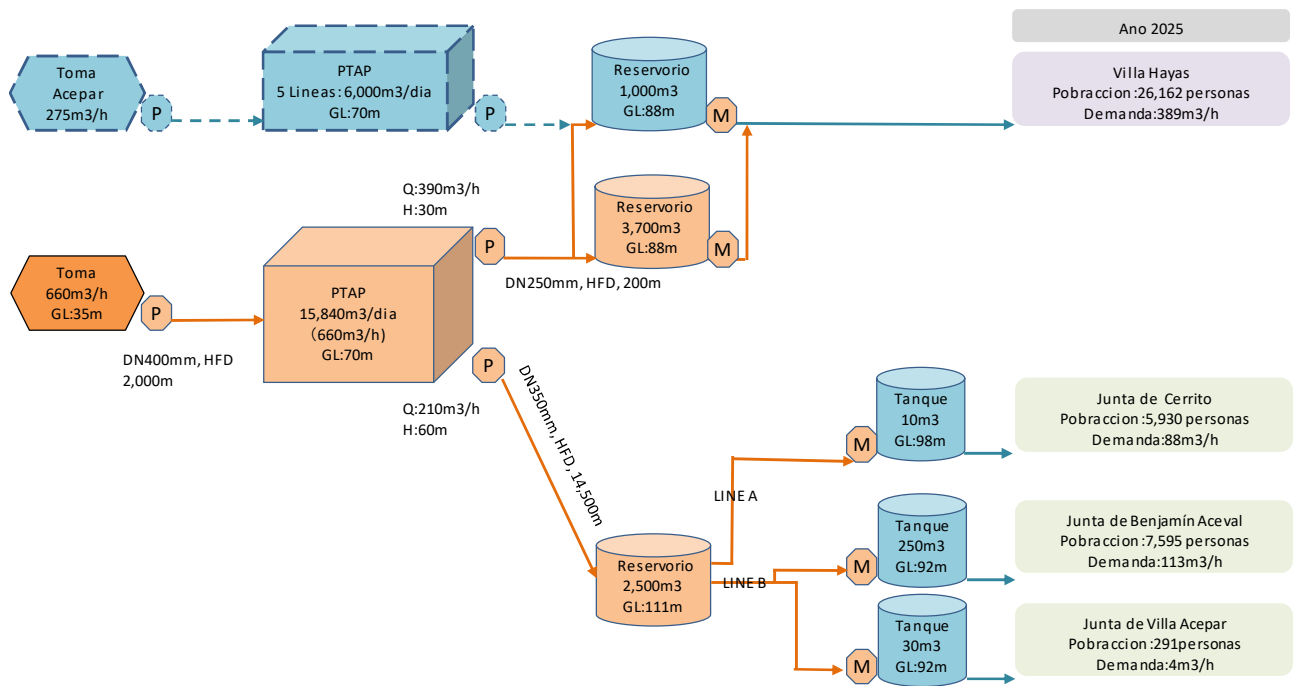 Ano 2025
Toma
Acepar
275m3/h
P
PTAP
5 Lineas: 6,000m3/dia
GL:70m
P
Reservorio
1,000m3
GL:88m
M
Villa Hayas
Pobraccion :26,162 personas
Demanda:389m3/h
Q:390m3/h
H:30m
P
Reservorio
3,700m3
GL:88m
M
DN250mm, HFD, 200m
Toma
660m3/h
GL:35m
P
DN400mm, HFD
2,000m
PTAP
15,840m3/dia
(660m3/h)
GL:70m
P
Q:210m3/h
H:60m
DN350mm, HFD, 14,500m
Reservorio
2,500m3
GL:111m
LINE A
LINE B
M
Tanque
10m3
GL:98m
Junta de Cerrito
Pobraccion :5,930 personas
Demanda:88m3/h
M
Tanque
250m3
GL:92m
Junta de Benjamín Aceval
Pobraccion :7,595 personas
Demanda:113m3/h
M
Tanque
30m3
GL:92m
Junta de Villa Acepar
Pobraccion :291personas
Demanda:4m3/h